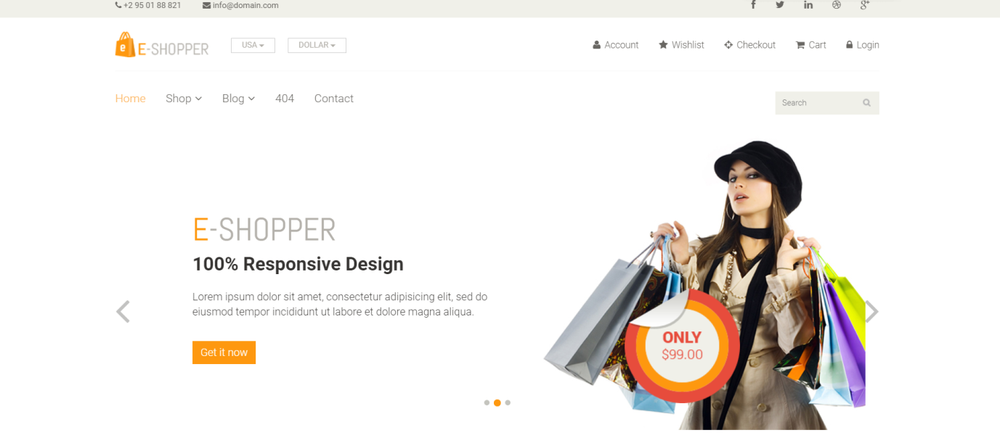 +2 95 01 88 821 info@domain.com
E-SHOPPER USA DOLLAR Account Wishlist Checkout Cart Login
Home Shop Blog 404 Contact
Search
E-SHOPPER
100% Responsive Design
Lorem ipsum dolor sit amet, consectetur adipisicing elit, sed do
eiusmod tempor incididunt ut labore et dolore magna aliqua.
Get it now
ONLY
$99.00